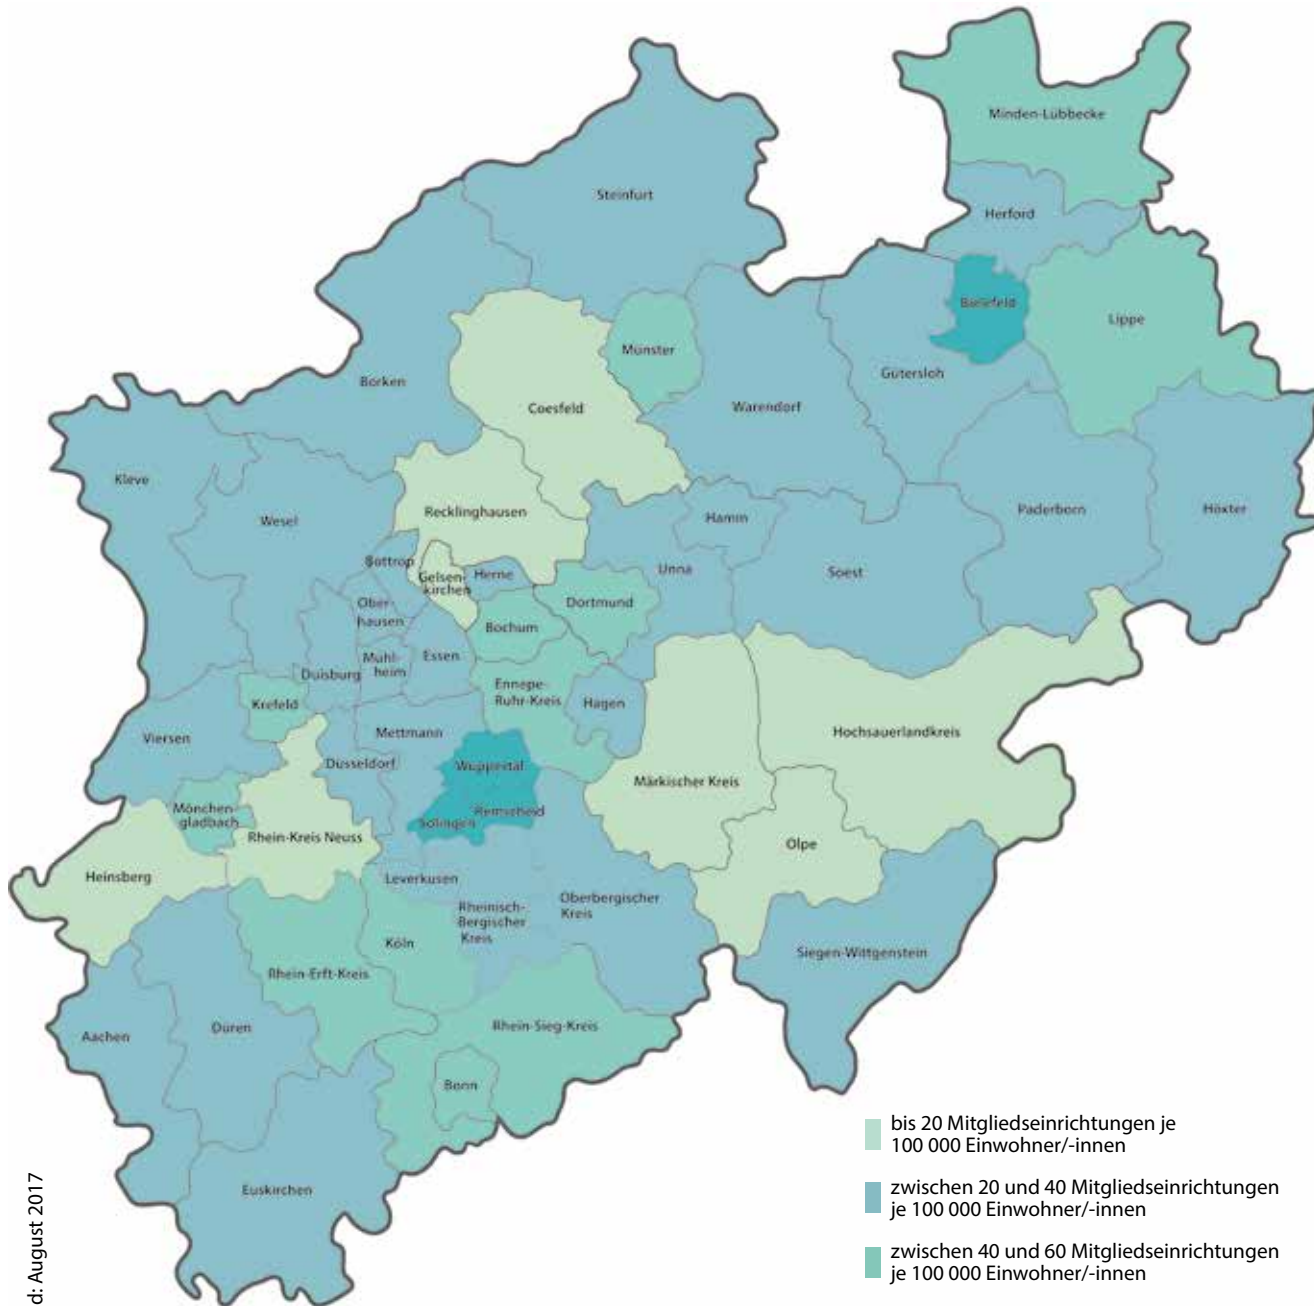 Minden-Lübbecke
Steinfurt
Herford
Bielefeld
Lippe
Münster
Gütersloh
Borken
Coesfeld
Warendorf
Kleve
Wesel
Recklinghausen
Hamm
Paderborn
Höxter
Bottrop
Gelsen-
kirchen
Herne
Unna
Soest
Ober-
hausen
Dortmund
Bochum
Mühl-
heim
Essen
Duisburg
Ennepe-
Ruhr-Kreis
Hagen
Krefeld
Viersen
Mettmann
Hochsauerlandkreis
Düsseldorf
Wuppertal
Märkischer Kreis
Mönchen-
gladbach
Remscheid
Solingen
Rhein-Kreis Neuss
Olpe
Heinsberg
Leverkusen
Oberbergischer
Kreis
Rheinisch-
Bergischer
Kreis
Köln
Siegen-Wittgenstein
Rhein-Erft-Kreis
Aachen
Düren
Rhein-Sieg-Kreis
Bonn
Euskirchen
bis 20 Mitgliedseinrichtungen je
100 000 Einwohner/-innen
zwischen 20 und 40 Mitgliedseinrichtungen
je 100 000 Einwohner/-innen
zwischen 40 und 60 Mitgliedseinrichtungen
je 100 000 Einwohner/-innen
d: August 2017